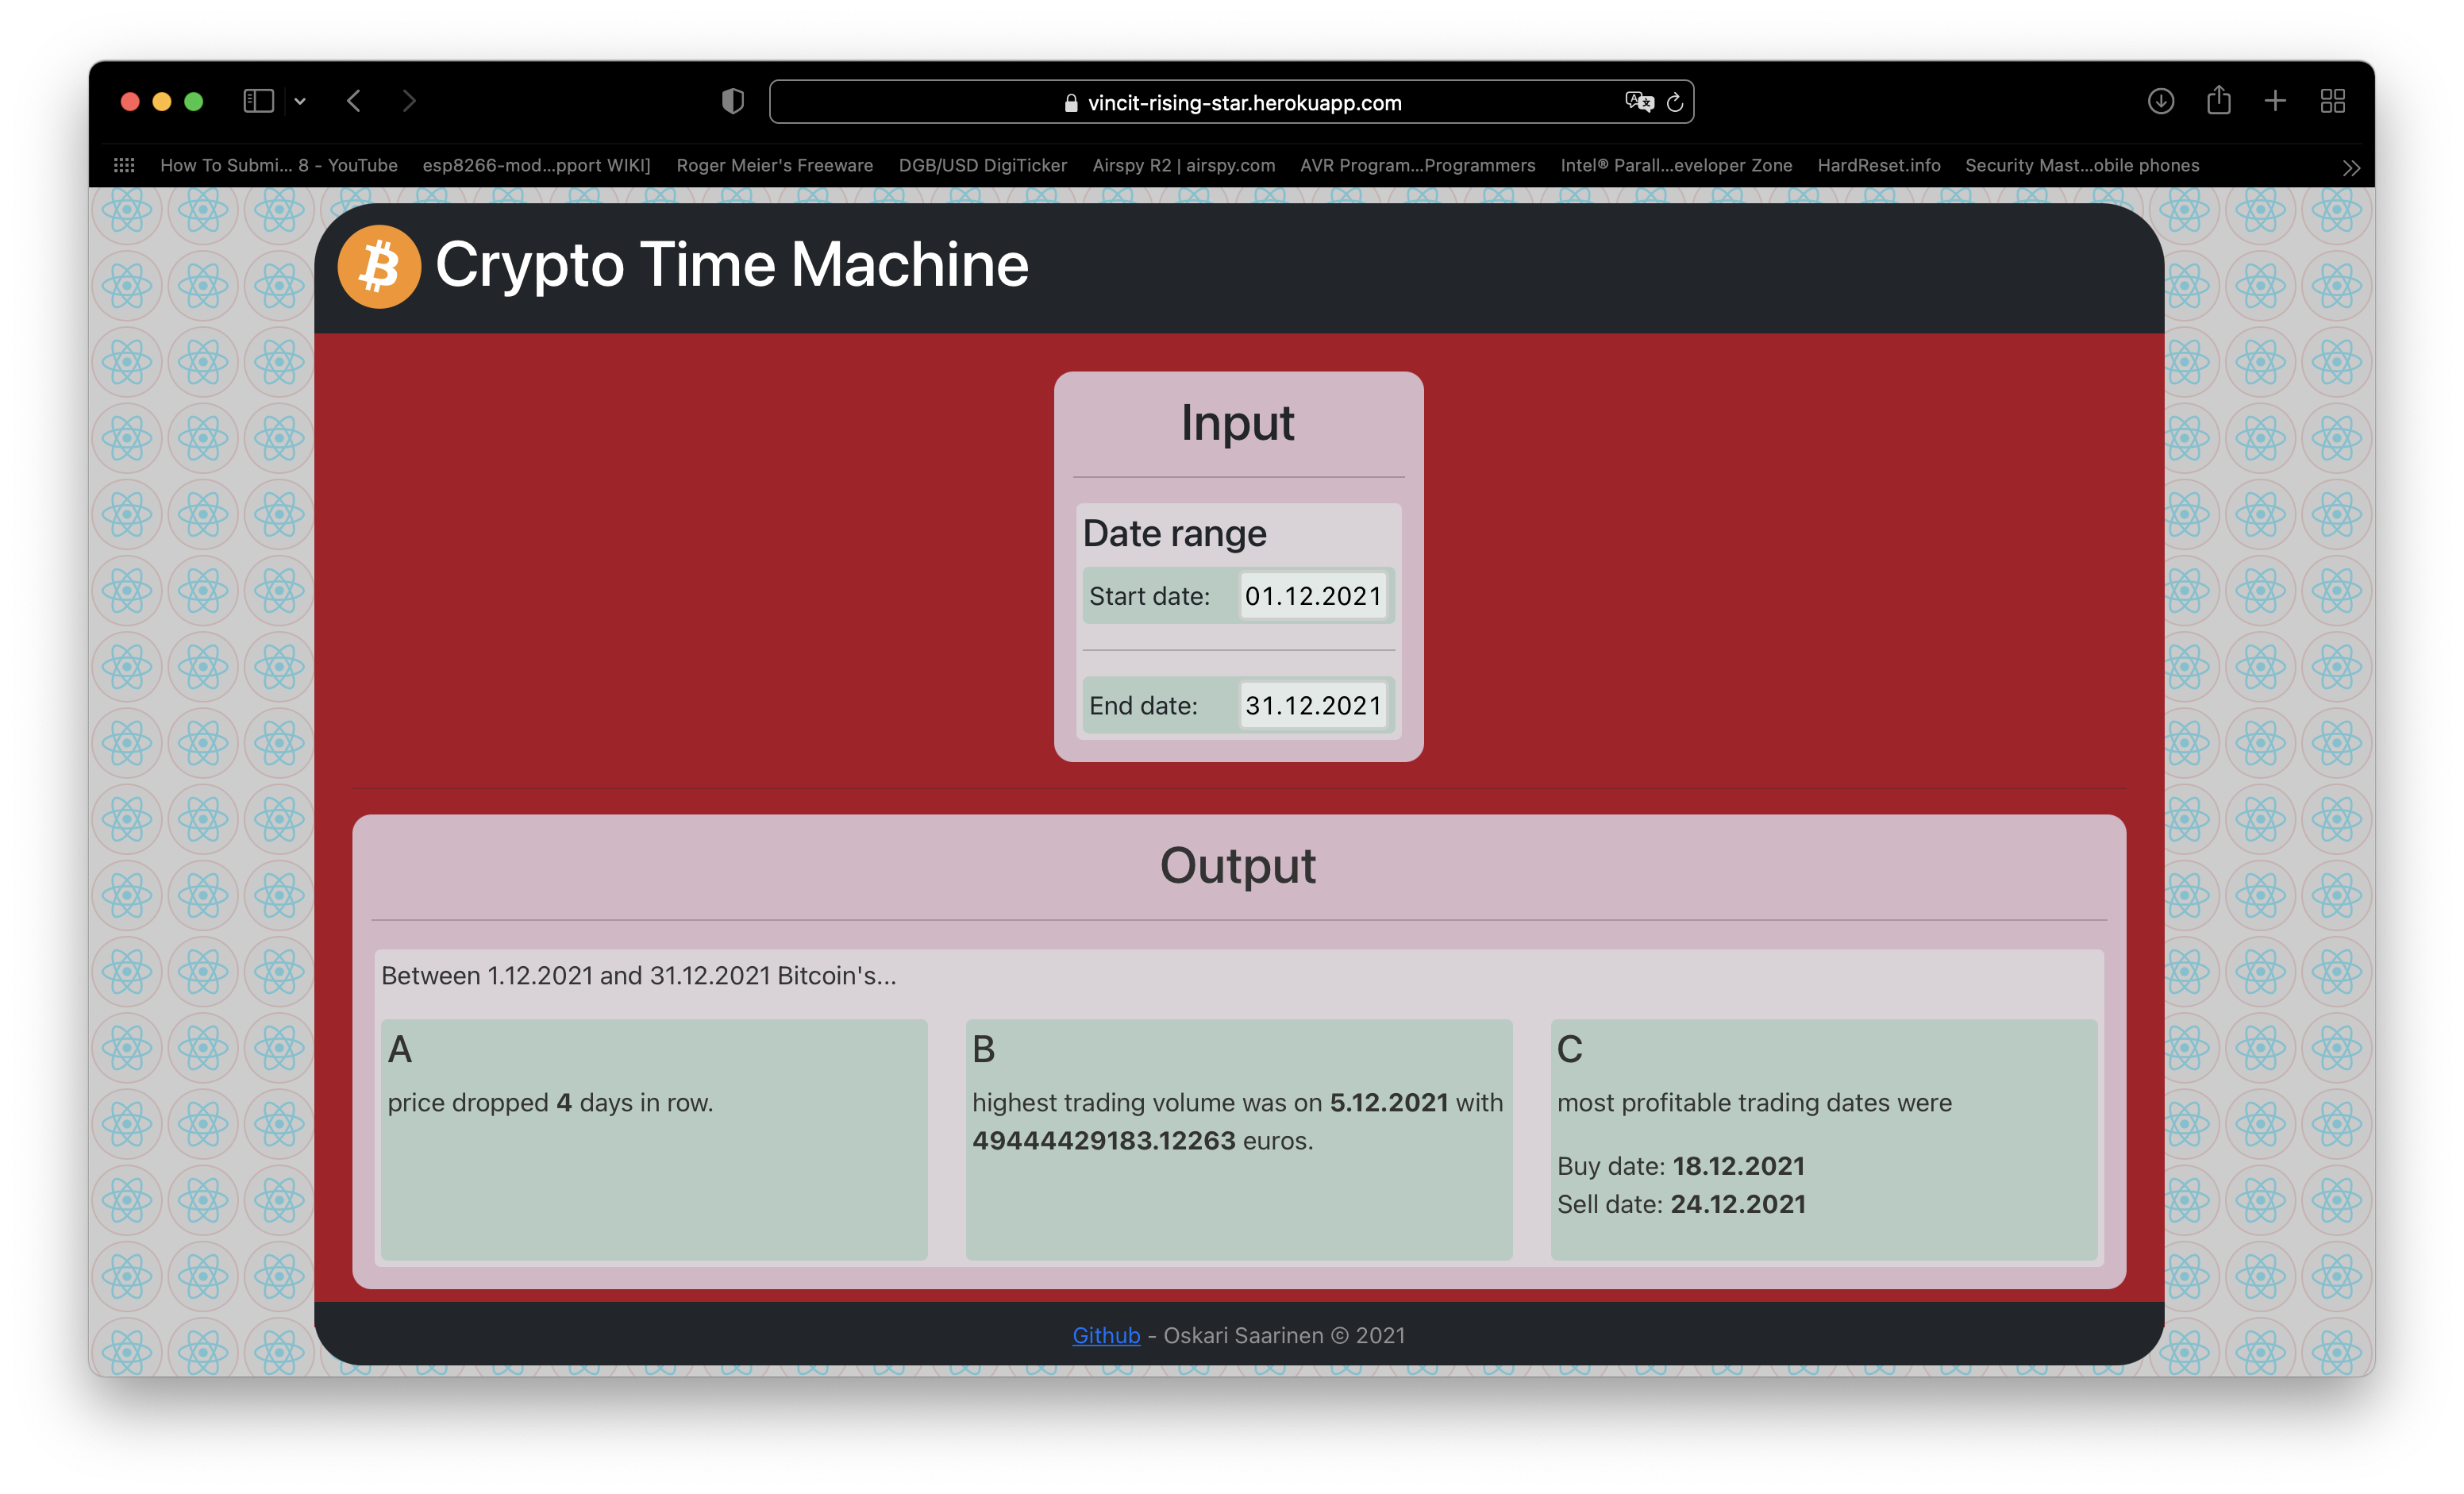 vincit-rising-star.herokuapp.com
How To Submi... 8 - YouTube esp8266-mod...pport WIKI] Roger Meier's Freeware DGB/USD DigiTicker Airspy R2 | airspy.com AVR Program...Programmers Intel® Parall...eveloper Zone HardReset.info Security Mast...obile phones
Crypto Time Machine
Input
Date range
Start date: 01.12.2021
End date: 31.12.2021
Output
Between 1.12.2021 and 31.12.2021 Bitcoin's...
A
price dropped 4 days in row.
B
highest trading volume was on 5.12.2021 with
49444429183.12263 euros.
C
most profitable trading dates were
Buy date: 18.12.2021
Sell date: 24.12.2021
Github - Oskari Saarinen © 2021